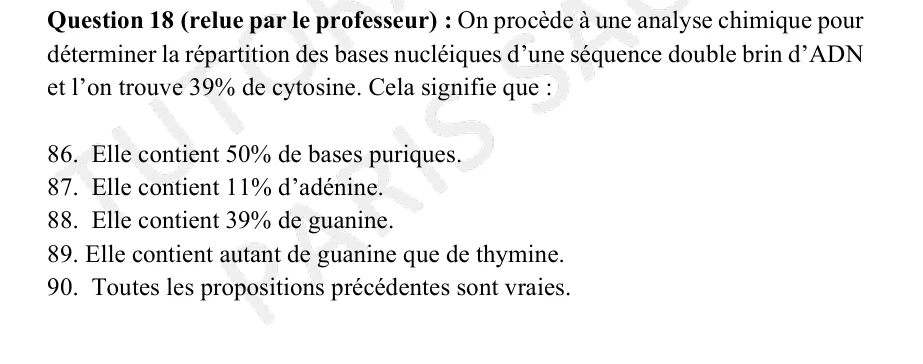 Question 18 (relue par le professeur) : On procède à une analyse chimique pour
déterminer la répartition des bases nucléiques d’une séquence double brin d’ADN
et l’on trouve 39% de cytosine. Cela signifie que :
86. Elle contient 50% de bases puriques.
87. Elle contient 11% d’adénine.
88. Elle contient 39% de guanine.
89. Elle contient autant de guanine que de thymine.
90. Toutes les propositions précédentes sont vraies.